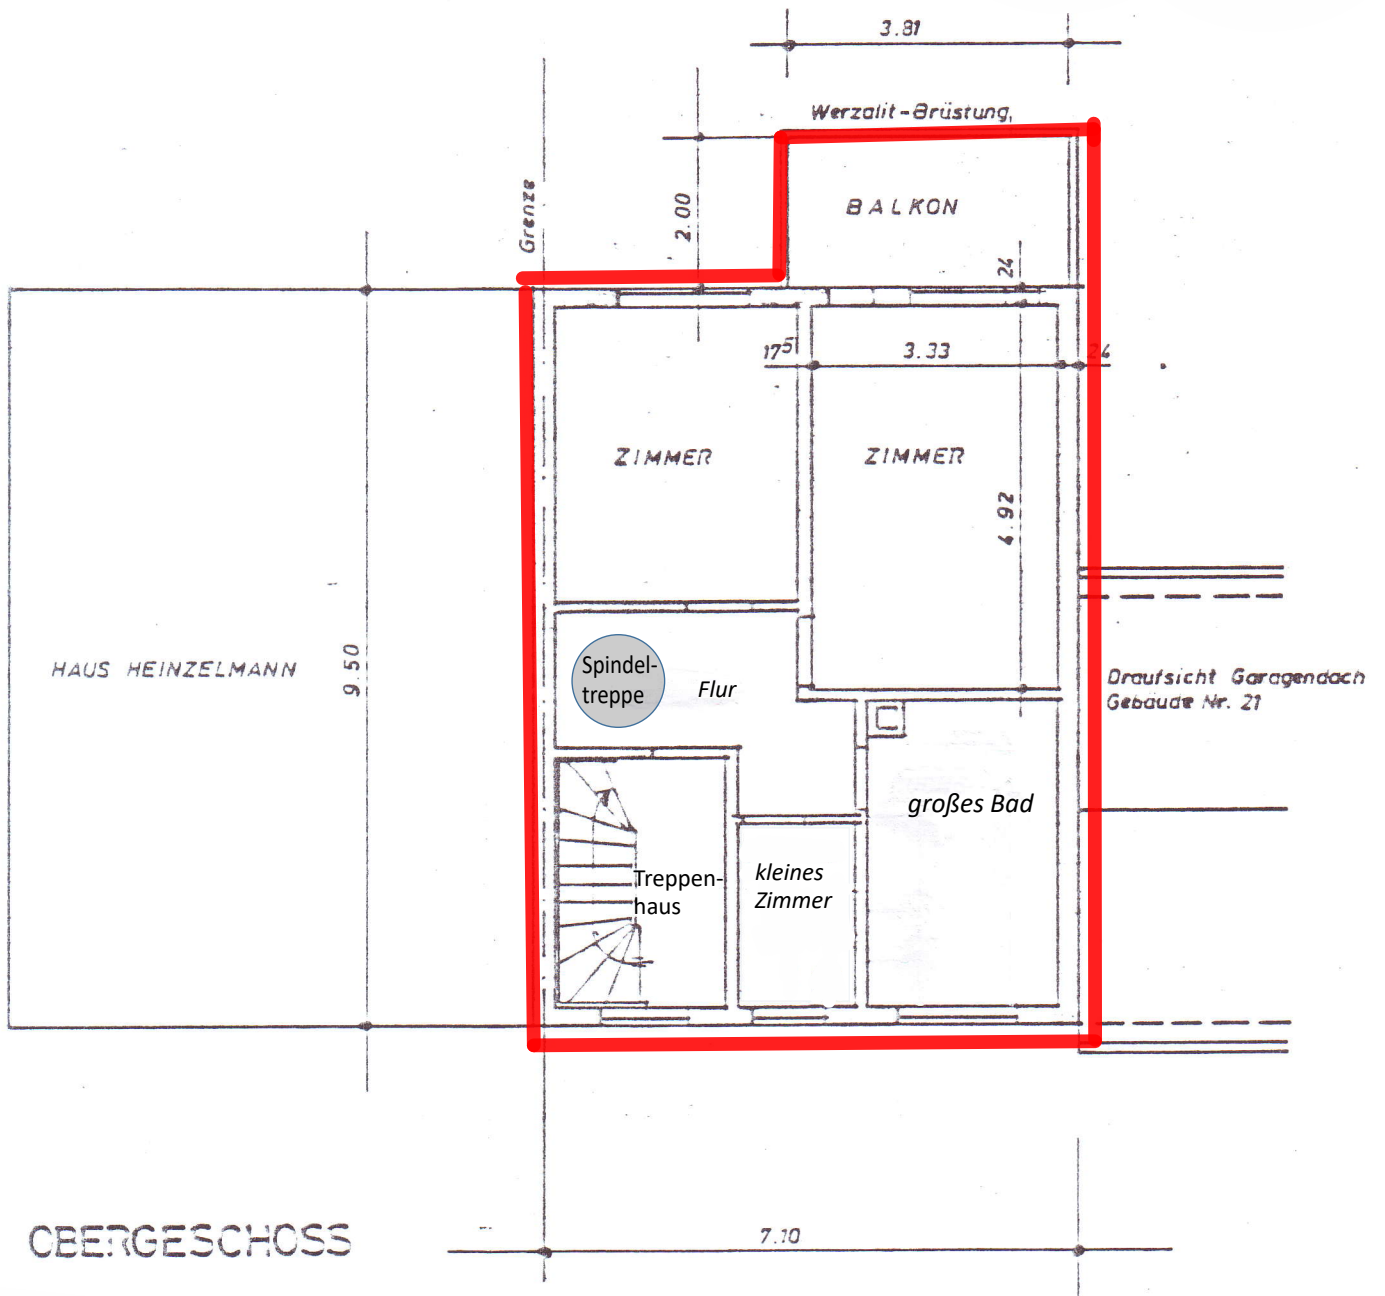 3.81
Werzalit-Brüstung,
Grenze
2.00
BALKON
24
17⁵
3.33
24
ZIMMER
ZIMMER
4.92
HAUS HEINZELMANN
9.50
Spindel-
treppe
Flur
Draufsicht Garagendach
Gebäude Nr. 21
großes Bad
Treppen-
haus
kleines
Zimmer
OBERGESCHOSS
7.10